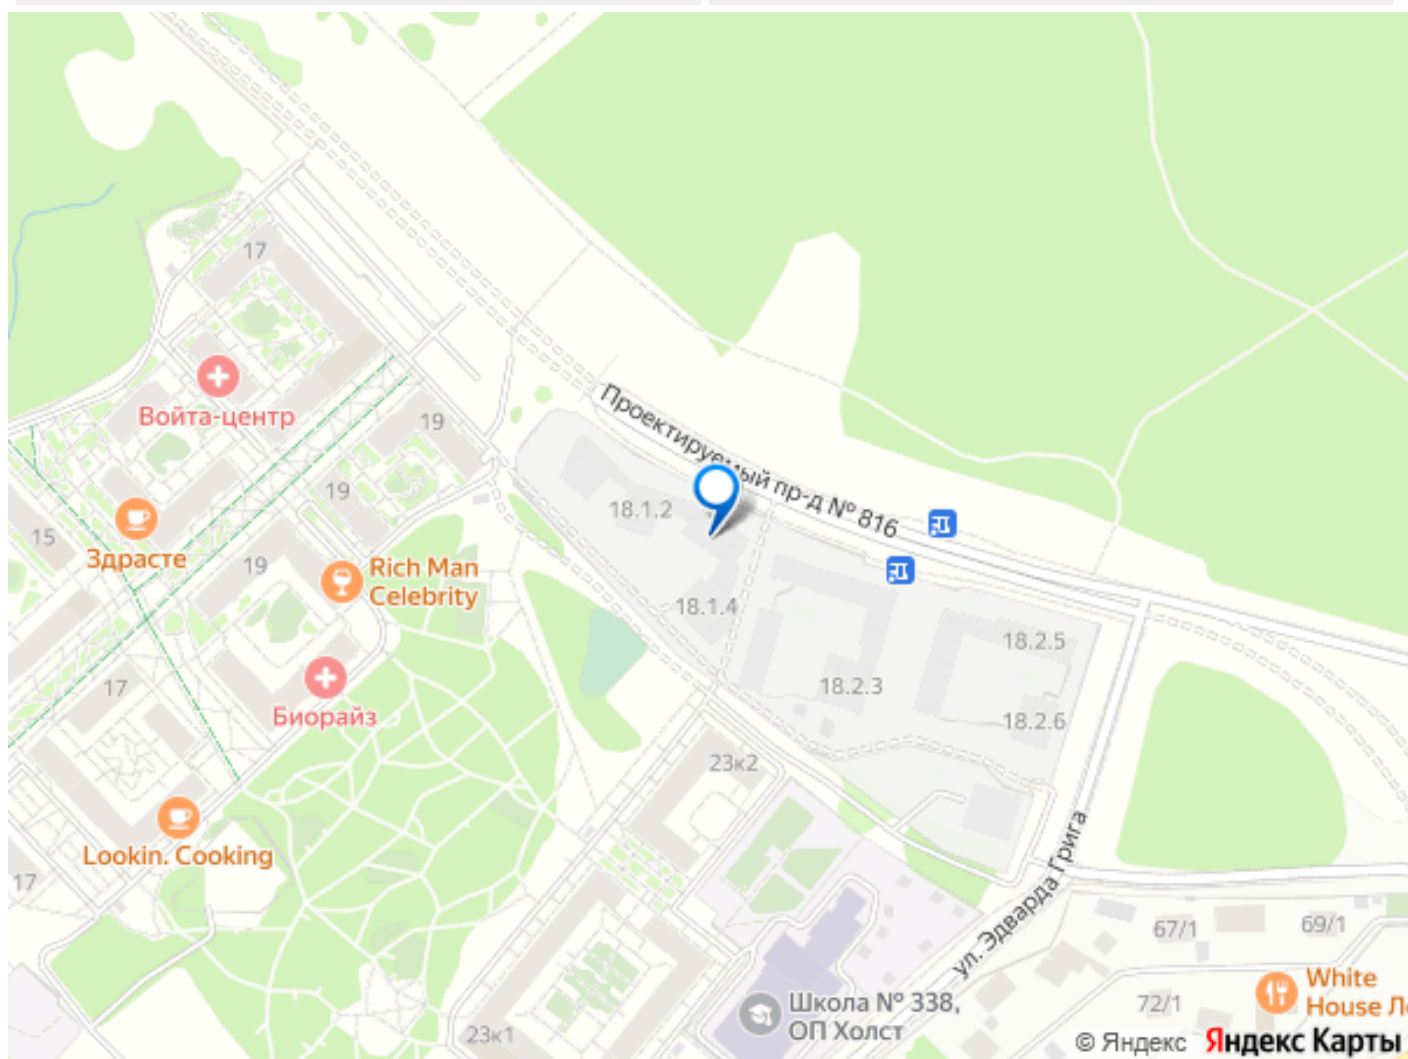 17
Войта-центр
19
19
15
Здрасте
19
Rich Man
Celebrity
Проектируемый пр-д № 816
18.1.2
18.1.4
18.2.5
18.2.3
18.2.6
17
Биорайз
23к2
Lookin. Cooking
17
ул. Эдварда Грига
67/1
69/1
72/1
White
House Л
Школа № 338,
ОП Холст
23к1
© Яндекс Яндекс Карты